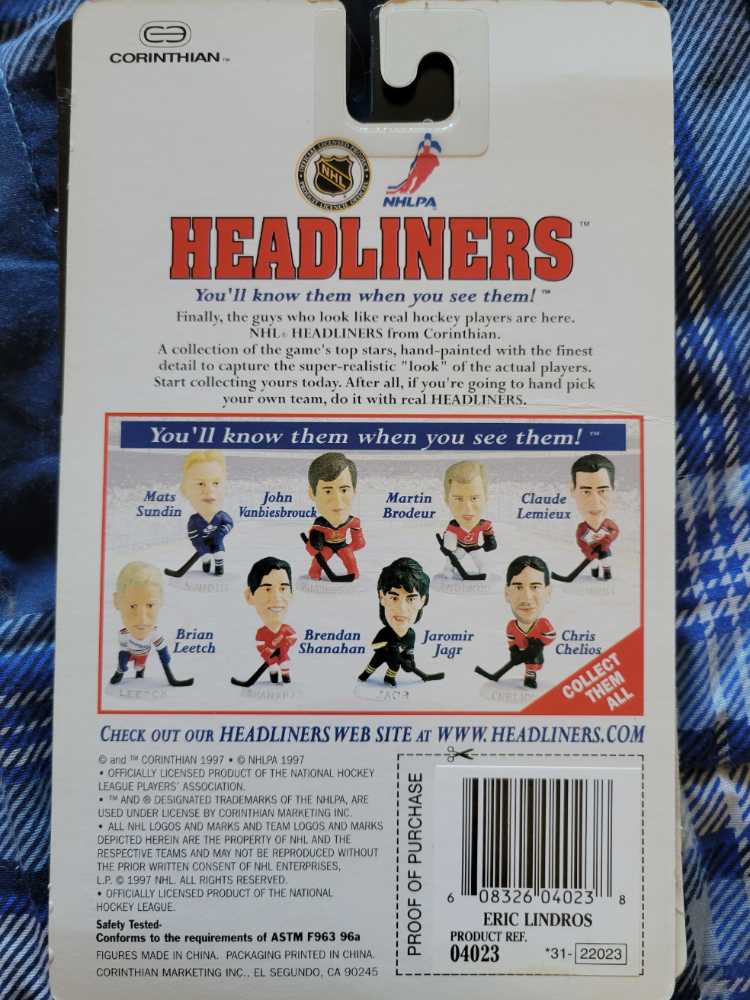 CORINTHIAN™
OFFICIAL LICENSED PRODUCT
NHL
NHLPA
HEADLINERS™
You'll know them when you see them! ™
Finally, the guys who look like real hockey players are here.
NHL® HEADLINERS from Corinthian.
A collection of the game's top stars, hand-painted with the finest
detail to capture the super-realistic "look" of the actual players.
Start collecting yours today. After all, if you're going to hand pick
your own team, do it with real HEADLINERS.
You'll know them when you see them! ™
Mats
Sundin
John
Vanbiesbrouck
Martin
Brodeur
Claude
Lemieux
Brian
Leetch
Brendan
Shanahan
Jaromir
Jagr
Chris
Chelios
LEETCH
COLLECT
THEM
ALL
CHECK OUT OUR HEADLINERS WEB SITE AT WWW.HEADLINERS.COM
© and ™ CORINTHIAN 1997 • © NHLPA 1997
• OFFICIALLY LICENSED PRODUCT OF THE NATIONAL HOCKEY
LEAGUE PLAYERS' ASSOCIATION.
• ™ AND ® DESIGNATED TRADEMARKS OF THE NHLPA, ARE
USED UNDER LICENSE BY CORINTHIAN MARKETING INC.
• ALL NHL LOGOS AND MARKS AND TEAM LOGOS AND MARKS
DEPICTED HEREIN ARE THE PROPERTY OF NHL AND THE
RESPECTIVE TEAMS AND MAY NOT BE REPRODUCED WITHOUT
THE PRIOR WRITTEN CONSENT OF NHL ENTERPRISES,
L.P. © 1997 NHL. ALL RIGHTS RESERVED.
• OFFICIALLY LICENSED PRODUCT OF THE NATIONAL
HOCKEY LEAGUE.
Safety Tested-
Conforms to the requirements of ASTM F963 96a
FIGURES MADE IN CHINA. PACKAGING PRINTED IN CHINA.
CORINTHIAN MARKETING INC., EL SEGUNDO, CA 90245
PROOF OF PURCHASE
6 08326 04023 8
ERIC LINDROS
PRODUCT REF.
04023 *31- 22023